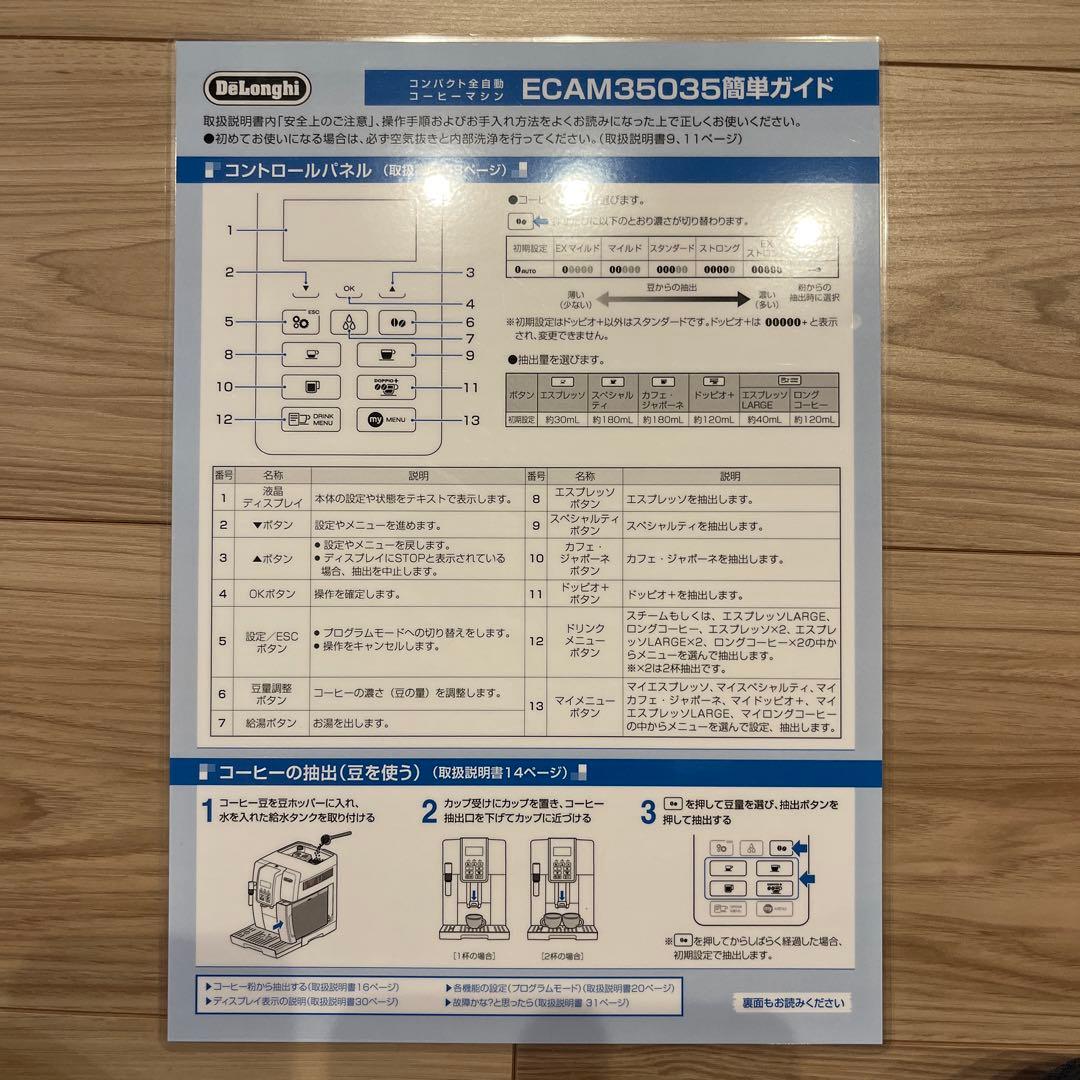 DeLonghi
コンパクト全自動
コーヒーマシン
ECAM35035簡単ガイド
取扱説明書内「安全上のご注意」、操作手順およびお手入れ方法をよくお読みになった上で正しくお使いください。
●初めてお使いになる場合は、必ず空気抜きと内部洗浄を行ってください。(取扱説明書9、11ページ)
コントロールパネル (取扱 ページ)
1
2
3
OK
4
5
ESC
6
7
8
9
10
DOPPIO+
11
12
DRINK
MENU
my MENU
13
●コーヒ 選びます。
に以下のとおり濃さが切り替わります。
初期設定 EXマイルド マイルド スタンダード ストロング EX
ストロング
AUTO
薄い
(少ない)
豆からの抽出
濃い
(多い)
粉からの
抽出時に選択
※初期設定はドッピオ+以外はスタンダードです。ドッピオ+は + と表示
され、変更できません。
●抽出量を選びます。
ボタン エスプレッソ スペシャル
ティ カフェ・
ジャポーネ ドッピオ+ エスプレッソ
LARGE ロング
コーヒー
初期設定 約30mL 約180mL 約180mL 約120mL 約40mL 約120mL
番号 名称 説明
1 液晶
ディスプレイ 本体の設定や状態をテキストで表示します。
2 ▼ボタン 設定やメニューを進めます。
3 ▲ボタン ● 設定やメニューを戻します。
● ディスプレイにSTOPと表示されている
場合、抽出を中止します。
4 OKボタン 操作を確定します。
5 設定/ESC
ボタン ● プログラムモードへの切り替えをします。
● 操作をキャンセルします。
6 豆量調整
ボタン コーヒーの濃さ(豆の量)を調整します。
7 給湯ボタン お湯を出します。
番号 名称 説明
8 エスプレッソ
ボタン エスプレッソを抽出します。
9 スペシャルティ
ボタン スペシャルティを抽出します。
10 カフェ・
ジャポーネ
ボタン カフェ・ジャポーネを抽出します。
11 ドッピオ+
ボタン ドッピオ+を抽出します。
12 ドリンク
メニュー
ボタン スチームもしくは、エスプレッソLARGE、
ロングコーヒー、エスプレッソ×2、エスプレ
ッソLARGE×2、ロングコーヒー×2の中か
らメニューを選んで抽出します。
※×2は2杯抽出です。
13 マイメニュー
ボタン マイエスプレッソ、マイスペシャルティ、マイ
カフェ・ジャポーネ、マイドッピオ+、マイ
エスプレッソLARGE、マイロングコーヒー
の中からメニューを選んで設定、抽出します。
コーヒーの抽出(豆を使う) (取扱説明書14ページ)
1 コーヒー豆を豆ホッパーに入れ、
水を入れた給水タンクを取り付ける
2 カップ受けにカップを置き、コーヒー
抽出口を下げてカップに近づける
[1杯の場合]
[2杯の場合]
3 を押して豆量を選び、抽出ボタンを
押して抽出する
※ を押してからしばらく経過した場合、
初期設定で抽出します。
▶コーヒー粉から抽出する(取扱説明書16ページ)
▶各機能の設定(プログラムモード)(取扱説明書20ページ)
▶ディスプレイ表示の説明(取扱説明書30ページ)
▶故障かな?と思ったら(取扱説明書 31ページ)
裏面もお読みください